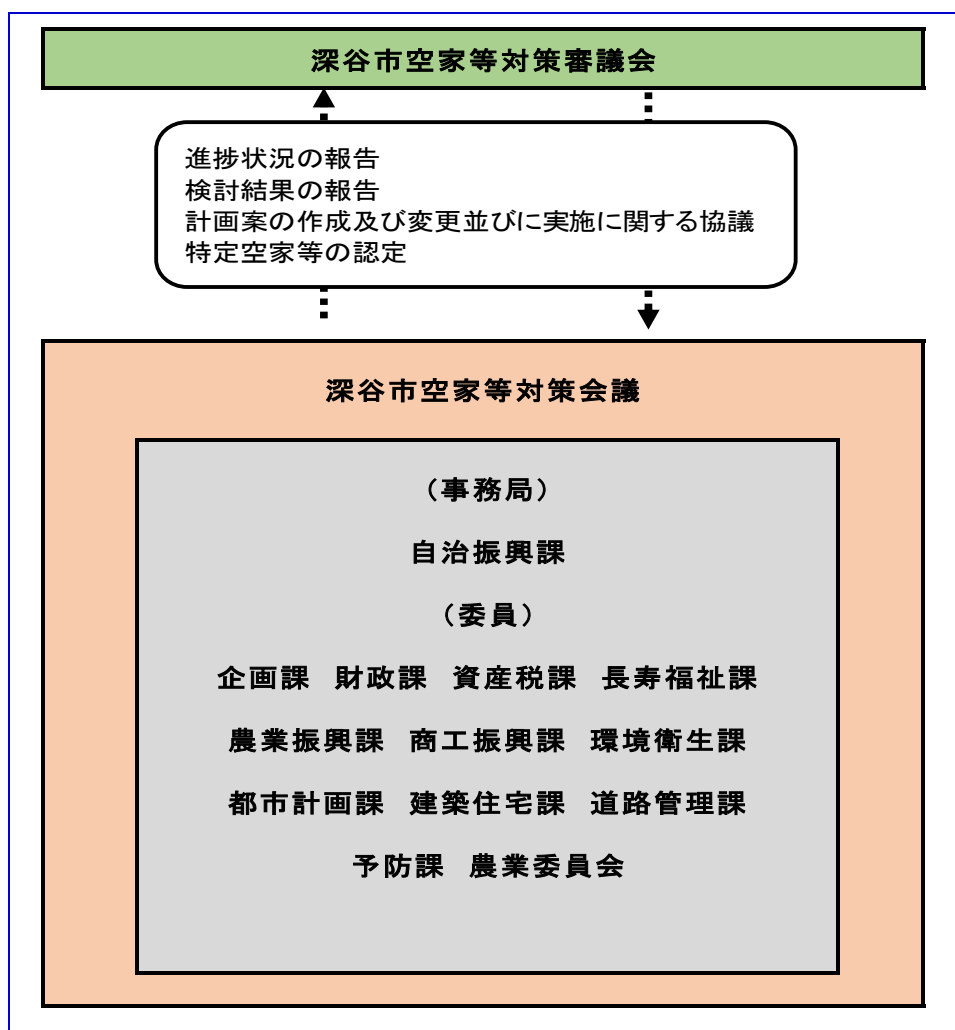 深谷市空家等対策審議会
進捗状況の報告
検討結果の報告
計画案の作成及び変更並びに実施に関する協議
特定空家等の認定
深谷市空家等対策会議
（事務局）
自治振興課
（委員）
企画課 財政課 資産税課 長寿福祉課
農業振興課 商工振興課 環境衛生課
都市計画課 建築住宅課 道路管理課
予防課 農業委員会